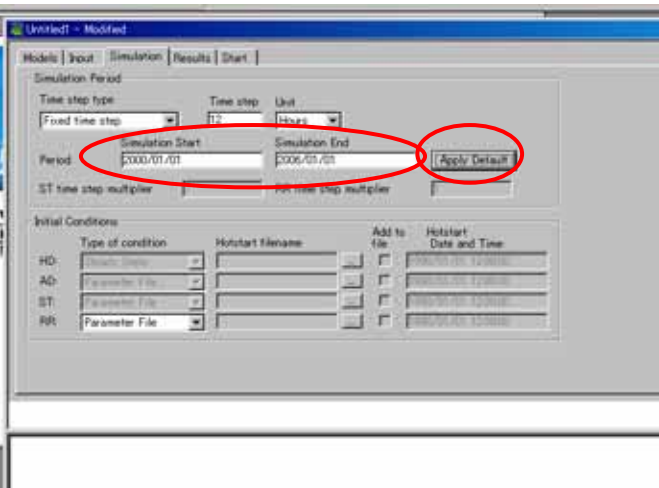 Untitled1 - Modified
Models Input Simulation Results Start
Simulation Period
Time step type Time step Unit
Fixed time step 12 Hours
Simulation Start Simulation End
Period 2000/01/01 2006/01/01 Apply Default
ST time step multiplier RR time step multiplier
Initial Conditions
Type of condition Hotstart filename Add to file Hotstart Date and Time
HD: Steady State ...
AD: Parameter File ...
ST: Parameter File ...
RR: Parameter File ...